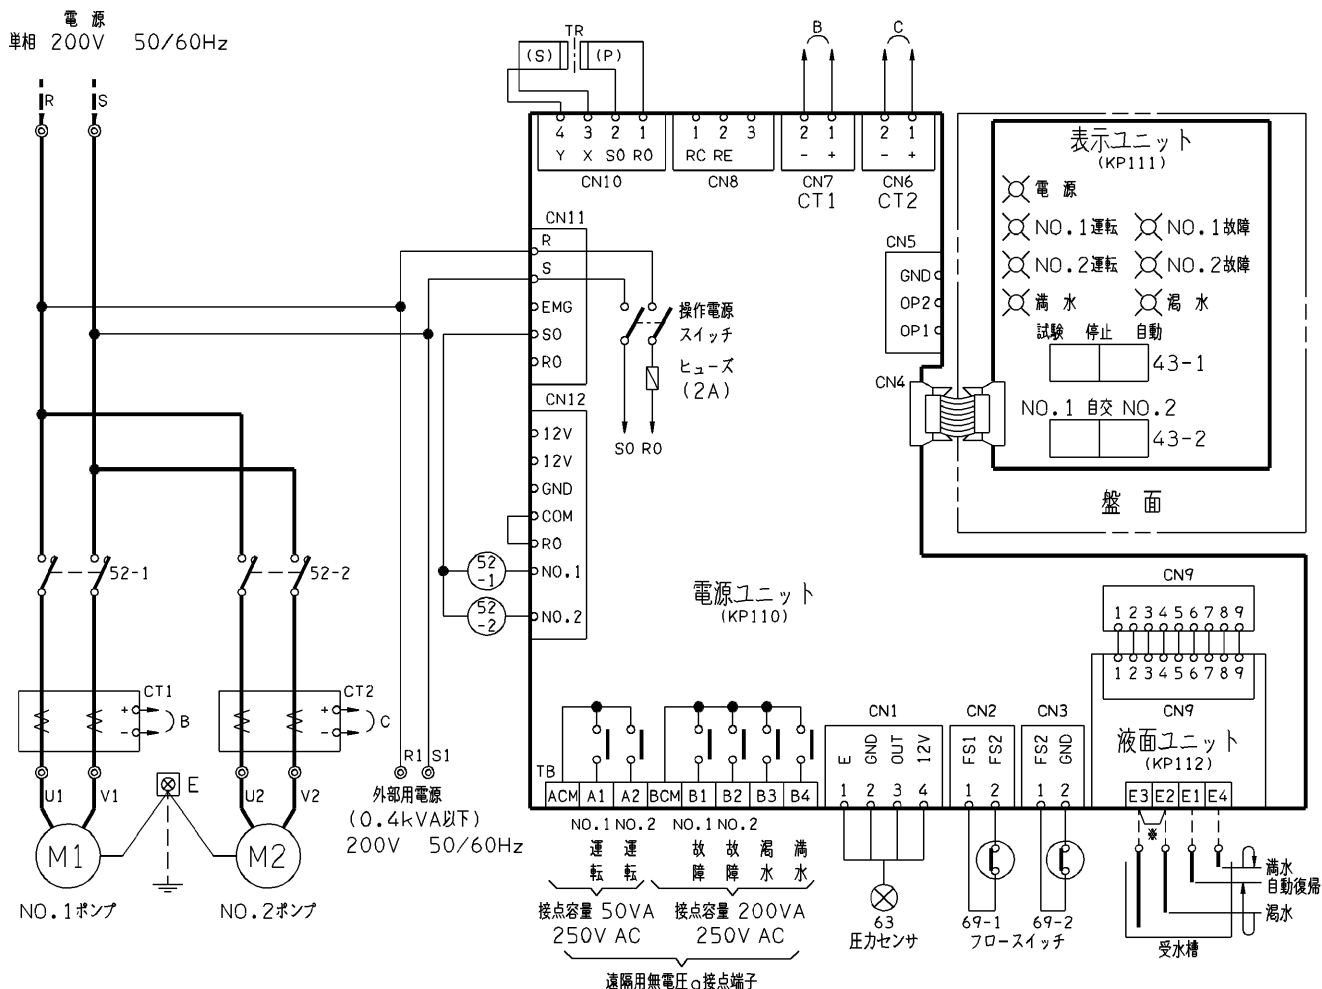 電 源
単相 200V 50/60Hz
R S
TR
(S) (P)
B C
4 3 2 1
Y X SO RO
CN10
1 2 3
RC RE
CN8
2 1
- +
CN7
CT1
2 1
- +
CN6
CT2
表示ユニット
(KP111)
電 源
NO.1運転 NO.1故障
NO.2運転 NO.2故障
満 水 渇 水
試験 停止 自動
43-1
NO.1 自交 NO.2
43-2
盤 面
CN11
R
S
EMG
SO
RO
操作電源
スイッチ
ヒューズ
(2A)
SO RO
CN5
GND
OP2
OP1
CN4
CN12
12V
12V
GND
COM
RO
NO.1
NO.2
52
-1
52
-2
52-1 52-2
電源ユニット
(KP110)
CN9
1 2 3 4 5 6 7 8 9
1 2 3 4 5 6 7 8 9
CN9
液面ユニット
(KP112)
E3 E2 E1 E4
※
満水
自動復帰
渇水
受水槽
CT1
+
-
B
CT2
+
-
C
U1 V1 E U2 V2
M1 M2
NO.1ポンプ NO.2ポンプ
R1 S1
外部用電源
(0.4kVA以下)
200V 50/60Hz
TB
ACM A1 A2 BCM B1 B2 B3 B4
NO.1 NO.2 NO.1 NO.2
運転 運転 故障 故障 渇水 満水
接点容量 50VA
250V AC
接点容量 200VA
250V AC
遠隔用無電圧a接点端子
CN1
E GND OUT 12V
1 2 3 4
63
圧力センサ
CN2
FS1 FS2
1 2
69-1
CN3
FS2 GND
1 2
69-2
フロースイッチ